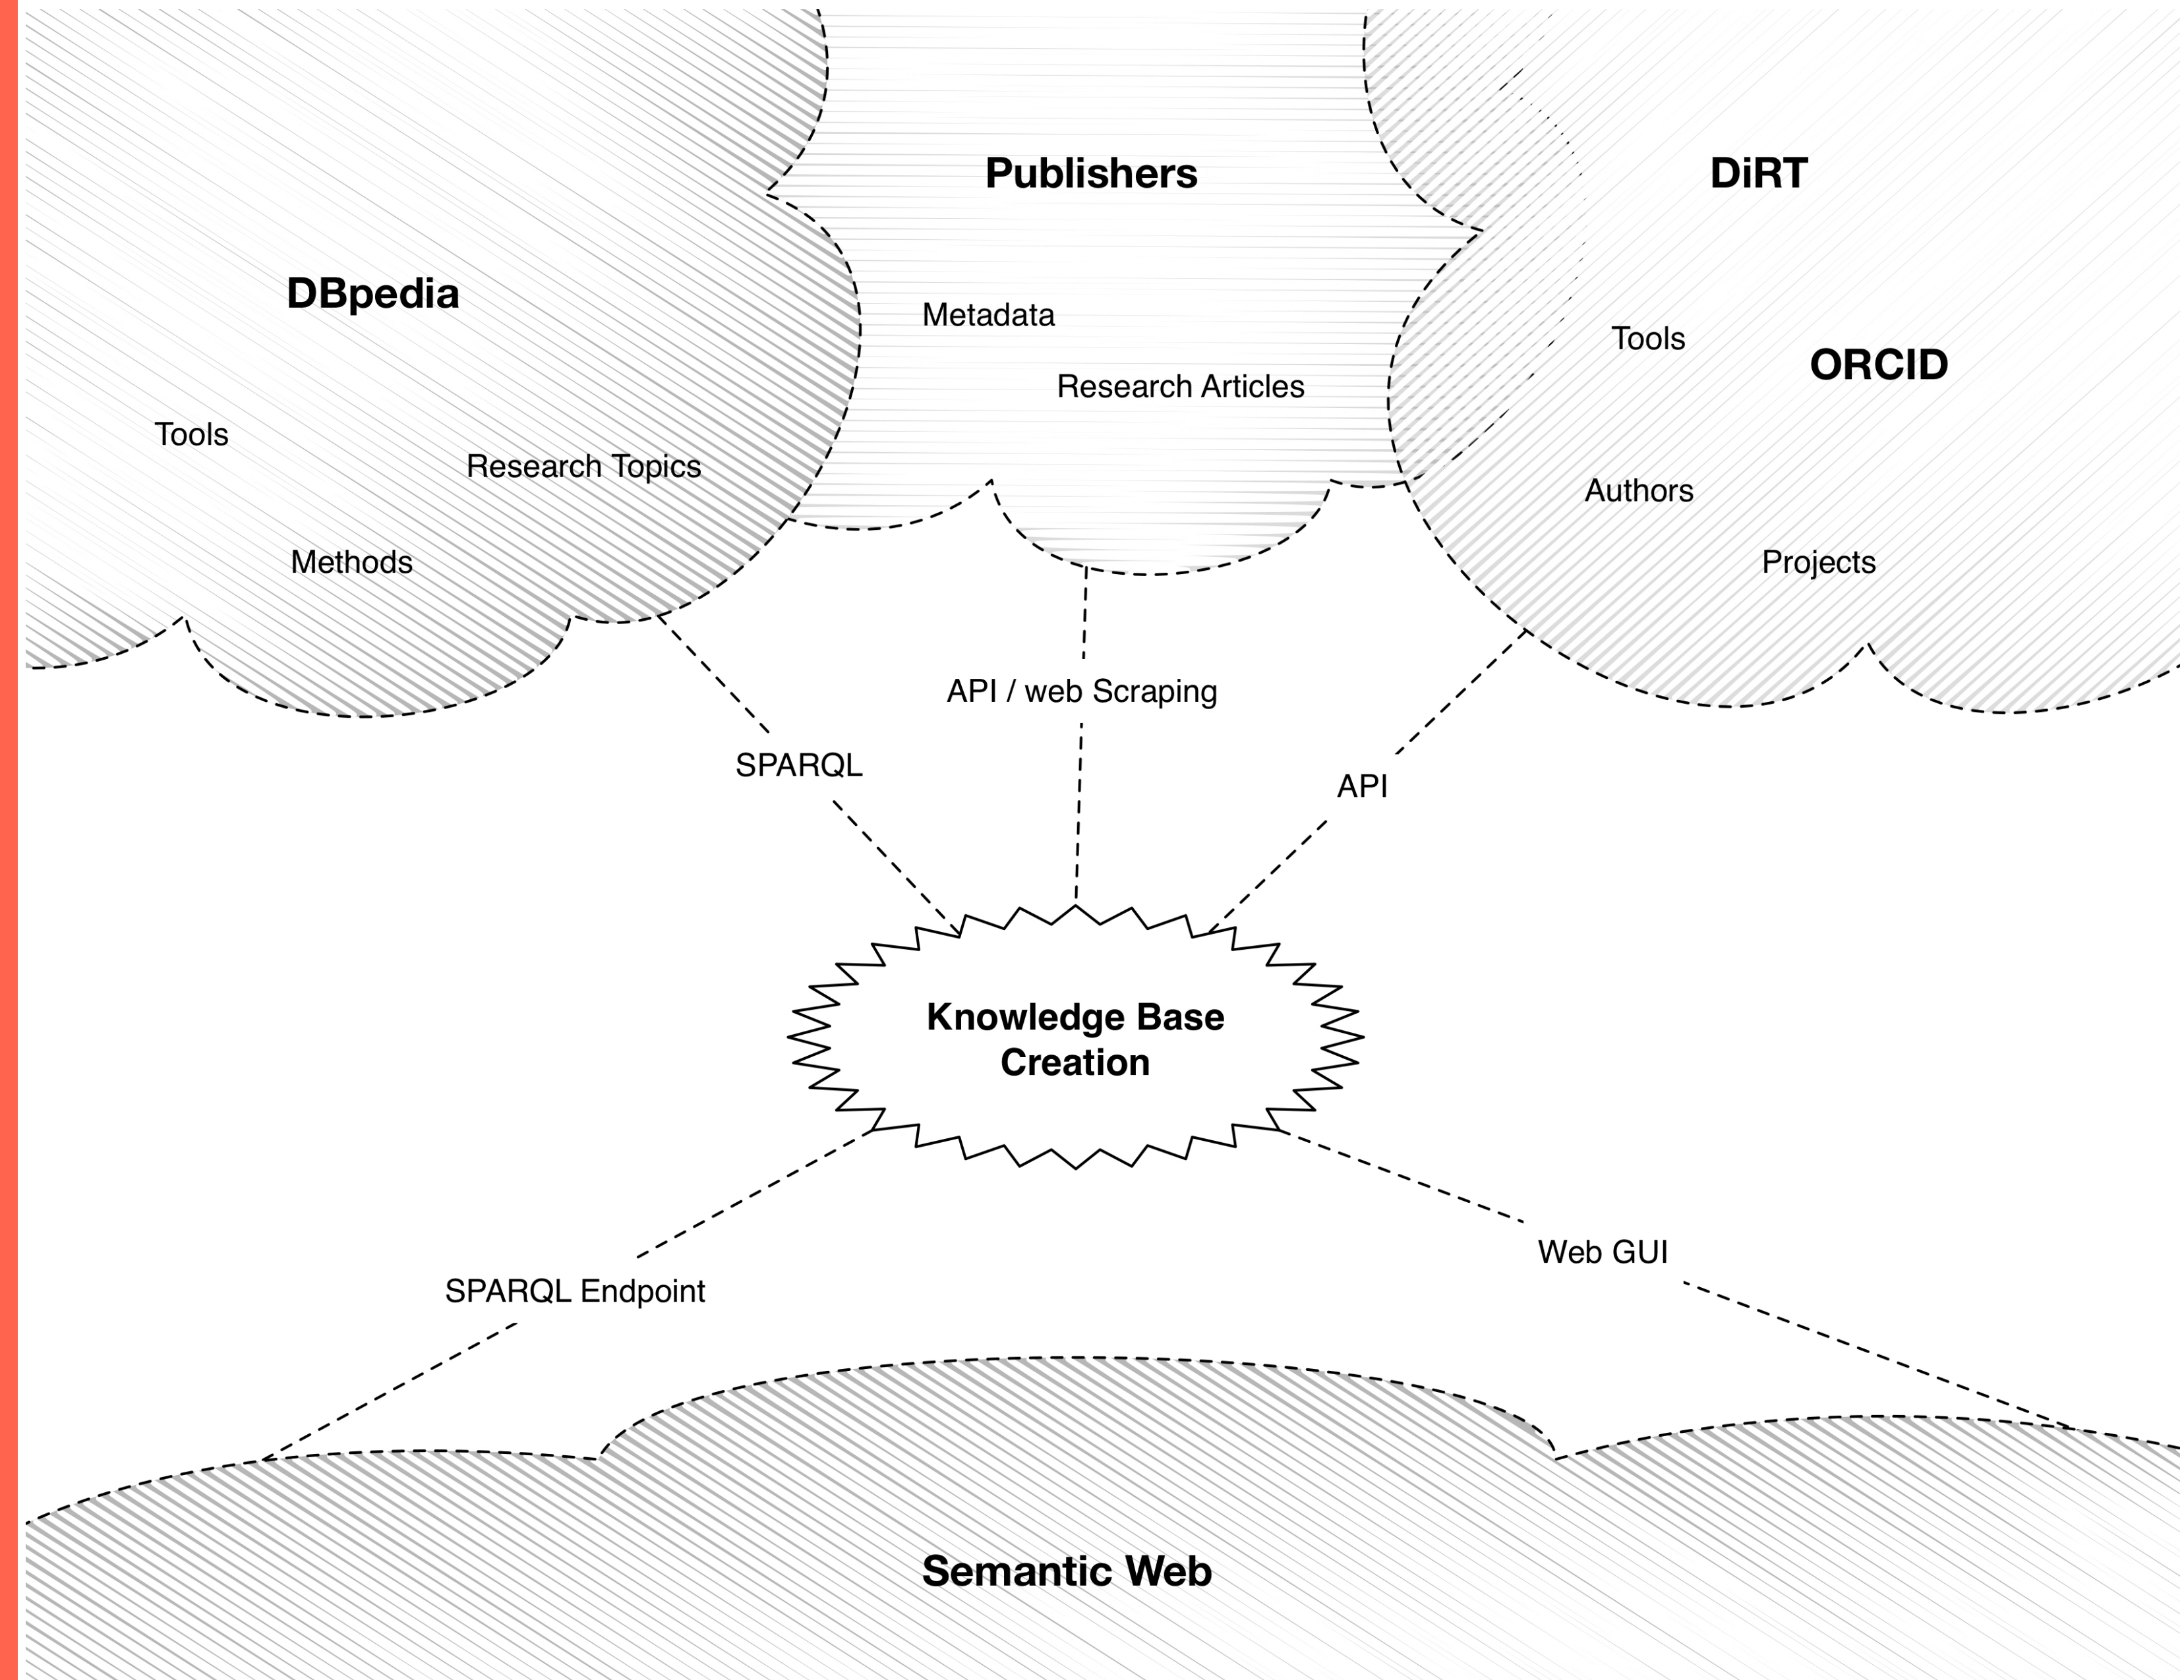 Publishers
DiRT
DBpedia
Metadata
Tools
ORCID
Research Articles
Tools
Research Topics
Authors
Methods
Projects
API / web Scraping
SPARQL
API
Knowledge Base
Creation
Web GUI
SPARQL Endpoint
Semantic Web